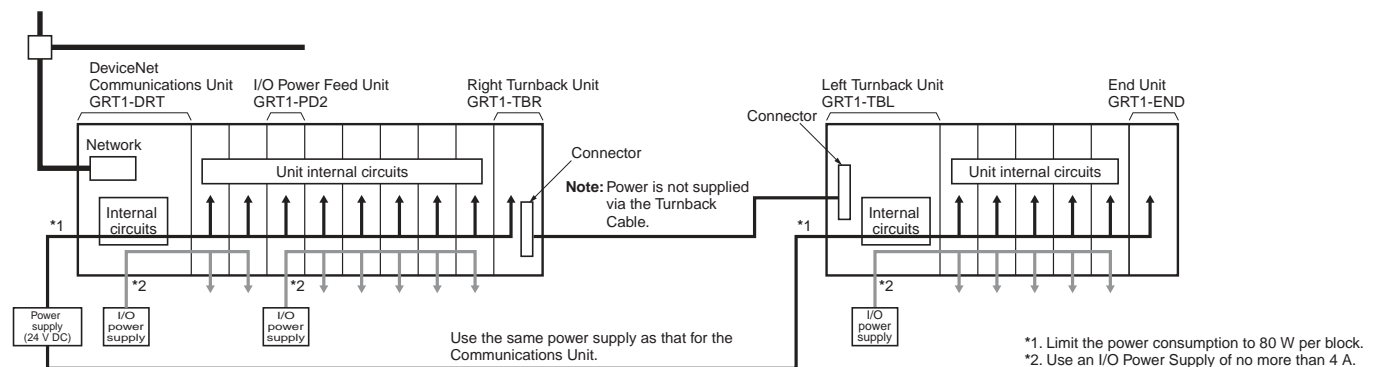 DeviceNet
Communications Unit
GRT1-DRT
I/O Power Feed Unit
GRT1-PD2
Right Turnback Unit
GRT1-TBR
Left Turnback Unit
GRT1-TBL
End Unit
GRT1-END
Connector
Network
Unit internal circuits
Connector
Note: Power is not supplied
via the Turnback
Cable.
Unit internal circuits
Internal
circuits
*1
Internal
circuits
*1
*2
*2
*2
Power
supply
(24 V DC)
I/O
power
supply
I/O
power
supply
I/O
power
supply
Use the same power supply as that for the
Communications Unit.
*1. Limit the power consumption to 80 W per block.
*2. Use an I/O Power Supply of no more than 4 A.